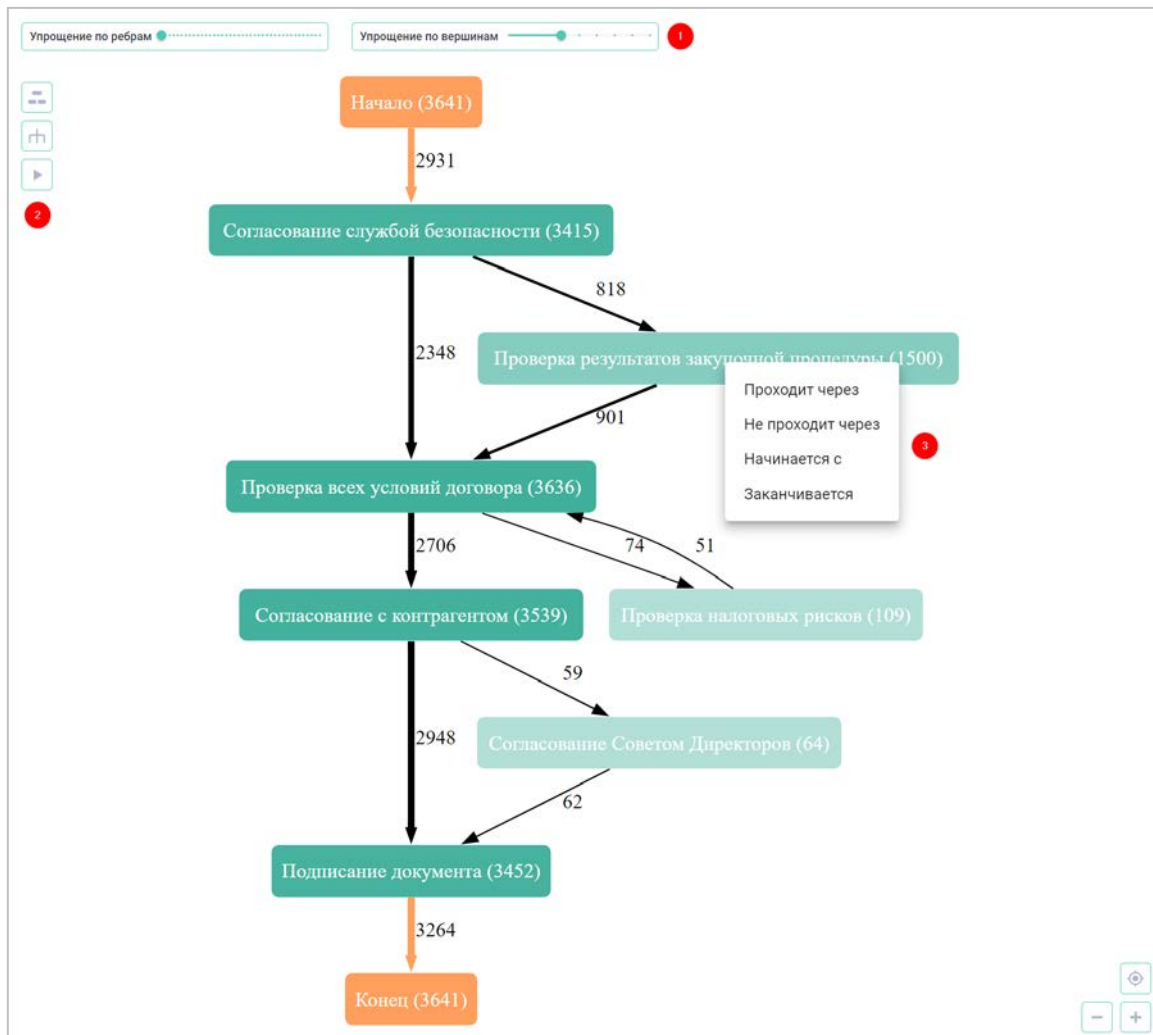 Упрощение по ребрам
Упрощение по вершинам
1
Начало (3641)
2931
2
Согласование службой безопасности (3415)
818
2348
Проверка результатов закупочной процедуры (1500)
Проходит через
901
Не проходит через
3
Начинается с
Проверка всех условий договора (3636)
Заканчивается
2706
74
51
Согласование с контрагентом (3539)
Проверка налоговых рисков (109)
59
2948
Согласование Советом Директоров (64)
62
Подписание документа (3452)
3264
Конец (3641)